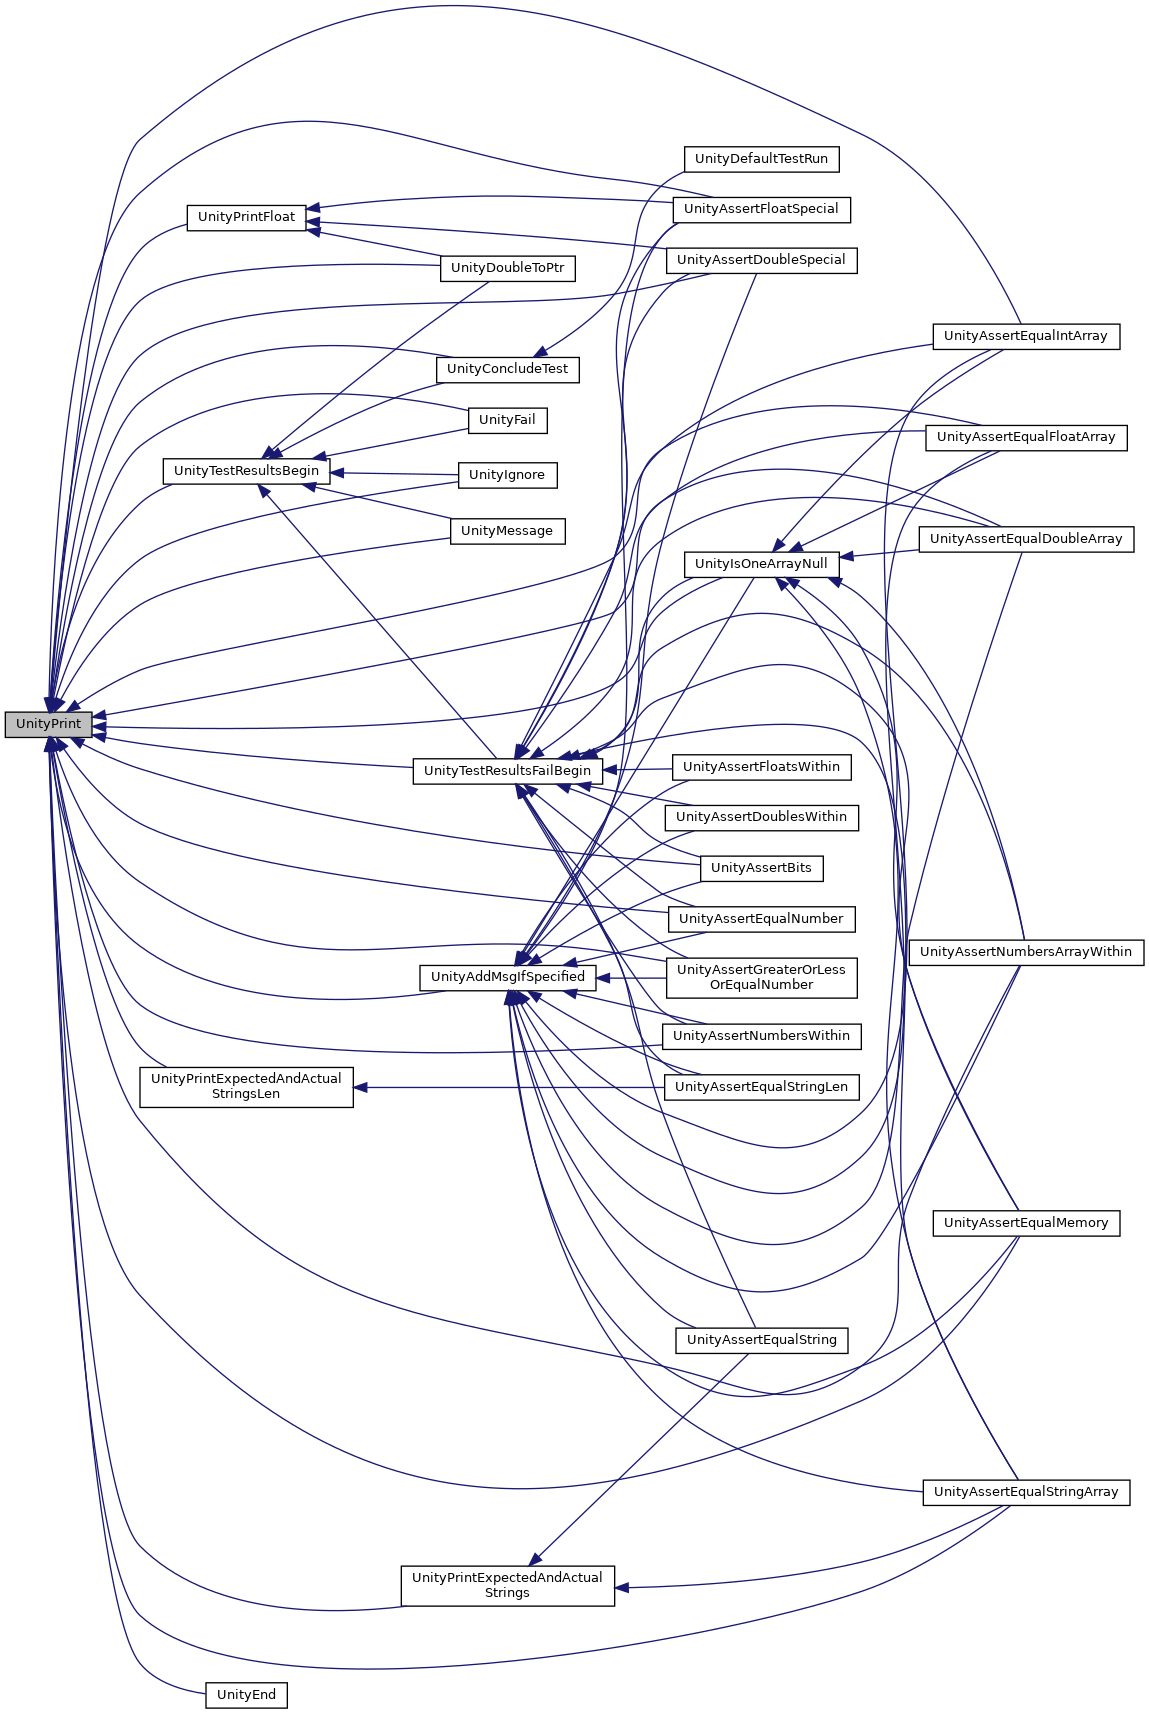 UnityDefaultTestRun
UnityAssertFloatSpecial
UnityPrintFloat
UnityAssertDoubleSpecial
UnityDoubleToPtr
UnityAssertEqualIntArray
UnityConcludeTest
UnityFail
UnityAssertEqualFloatArray
UnityTestResultsBegin
UnityIgnore
UnityMessage
UnityAssertEqualDoubleArray
UnityIsOneArrayNull
UnityPrint
UnityTestResultsFailBegin
UnityAssertFloatsWithin
UnityAssertDoublesWithin
UnityAssertBits
UnityAssertEqualNumber
UnityAssertNumbersArrayWithin
UnityAddMsgIfSpecified
UnityAssertGreaterOrLess
OrEqualNumber
UnityAssertNumbersWithin
UnityPrintExpectedAndActual
StringsLen
UnityAssertEqualStringLen
UnityAssertEqualMemory
UnityAssertEqualString
UnityAssertEqualStringArray
UnityPrintExpectedAndActual
Strings
UnityEnd